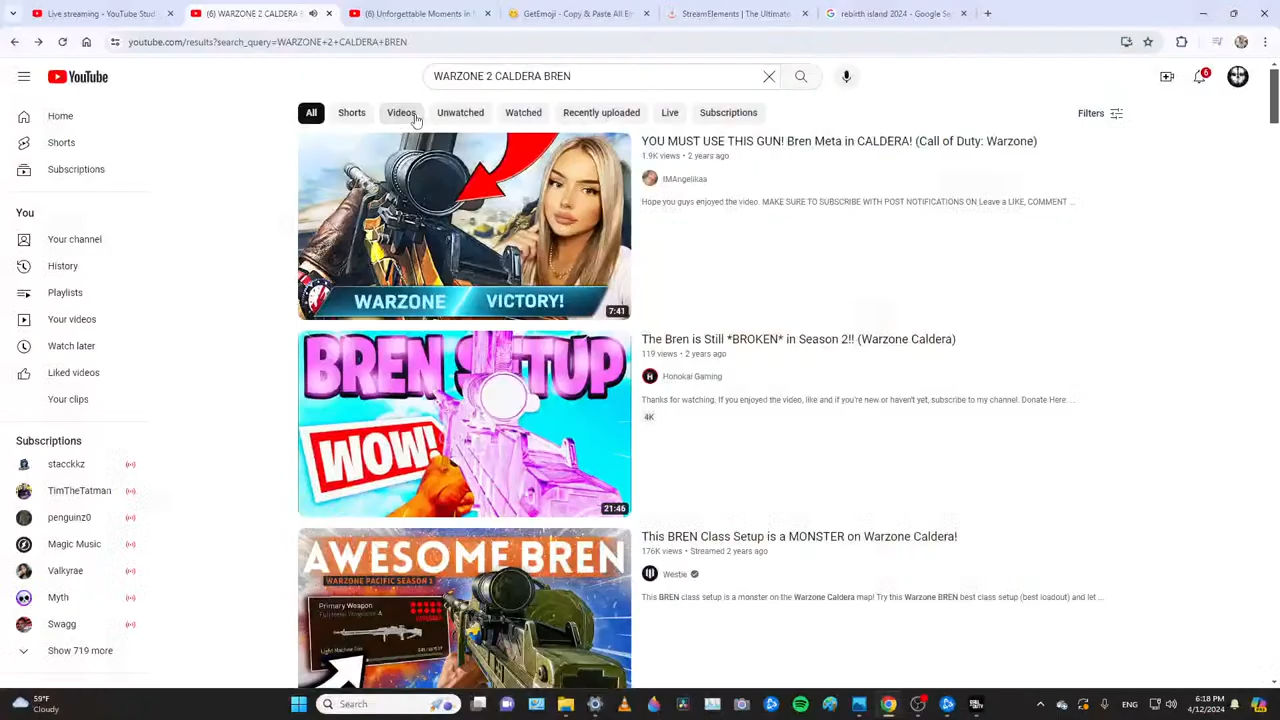 Live streaming - YouTube Stud
(6) WARZONE 2 CALDERA B
(6) Unforgettable Moments in
GetEmoji - Copy & Paste All E
StreamElements | The Ultimate
rebirth island 2024 - Google Se
youtube.com/results?search_query=WARZONE+2+CALDERA+BREN
YouTube
WARZONE 2 CALDERA BREN
6
All
Shorts
Videos
Unwatched
Watched
Recently uploaded
Live
Subscriptions
Filters
Home
Shorts
Subscriptions
You
Your channel
History
Playlists
Your videos
Watch later
Liked videos
Your clips
Subscriptions
stacckkz
TimTheTatman
penguinz0
Magic Music
Valkyrae
Myth
Swagg
Show 719 more
WARZONE VICTORY!
7:41
YOU MUST USE THIS GUN! Bren Meta in CALDERA! (Call of Duty: Warzone)
1.9K views • 2 years ago
IMAngelikaa
Hope you guys enjoyed the video. MAKE SURE TO SUBSCRIBE WITH POST NOTIFICATIONS ON Leave a LIKE, COMMENT ...
BREN SETUP
WOW!
21:46
The Bren is Still *BROKEN* in Season 2!! (Warzone Caldera)
119 views • 2 years ago
Honokai Gaming
Thanks for watching. If you enjoyed the video, like and if you're new or haven't yet, subscribe to my channel. Donate Here: ...
4K
AWESOME BREN
WARZONE PACIFIC SEASON 1
Primary Weapon
Light Machine Gun
This BREN Class Setup is a MONSTER on Warzone Caldera!
176K views • Streamed 2 years ago
Westie
This BREN class setup is a monster on the Warzone Caldera map! Try this Warzone BREN best class setup (best loadout) and let ...
59°F
Cloudy
Search
ENG
6:18 PM
4/12/2024